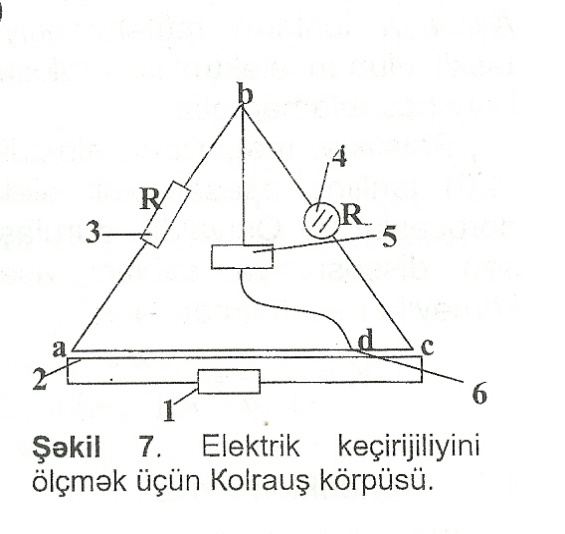 b
4
R
R
3
5
a
d
c
2
6
1
Şəkil 7. Elektrik keçirijiliyini
ölçmək üçün Kolrauş körpüsü.